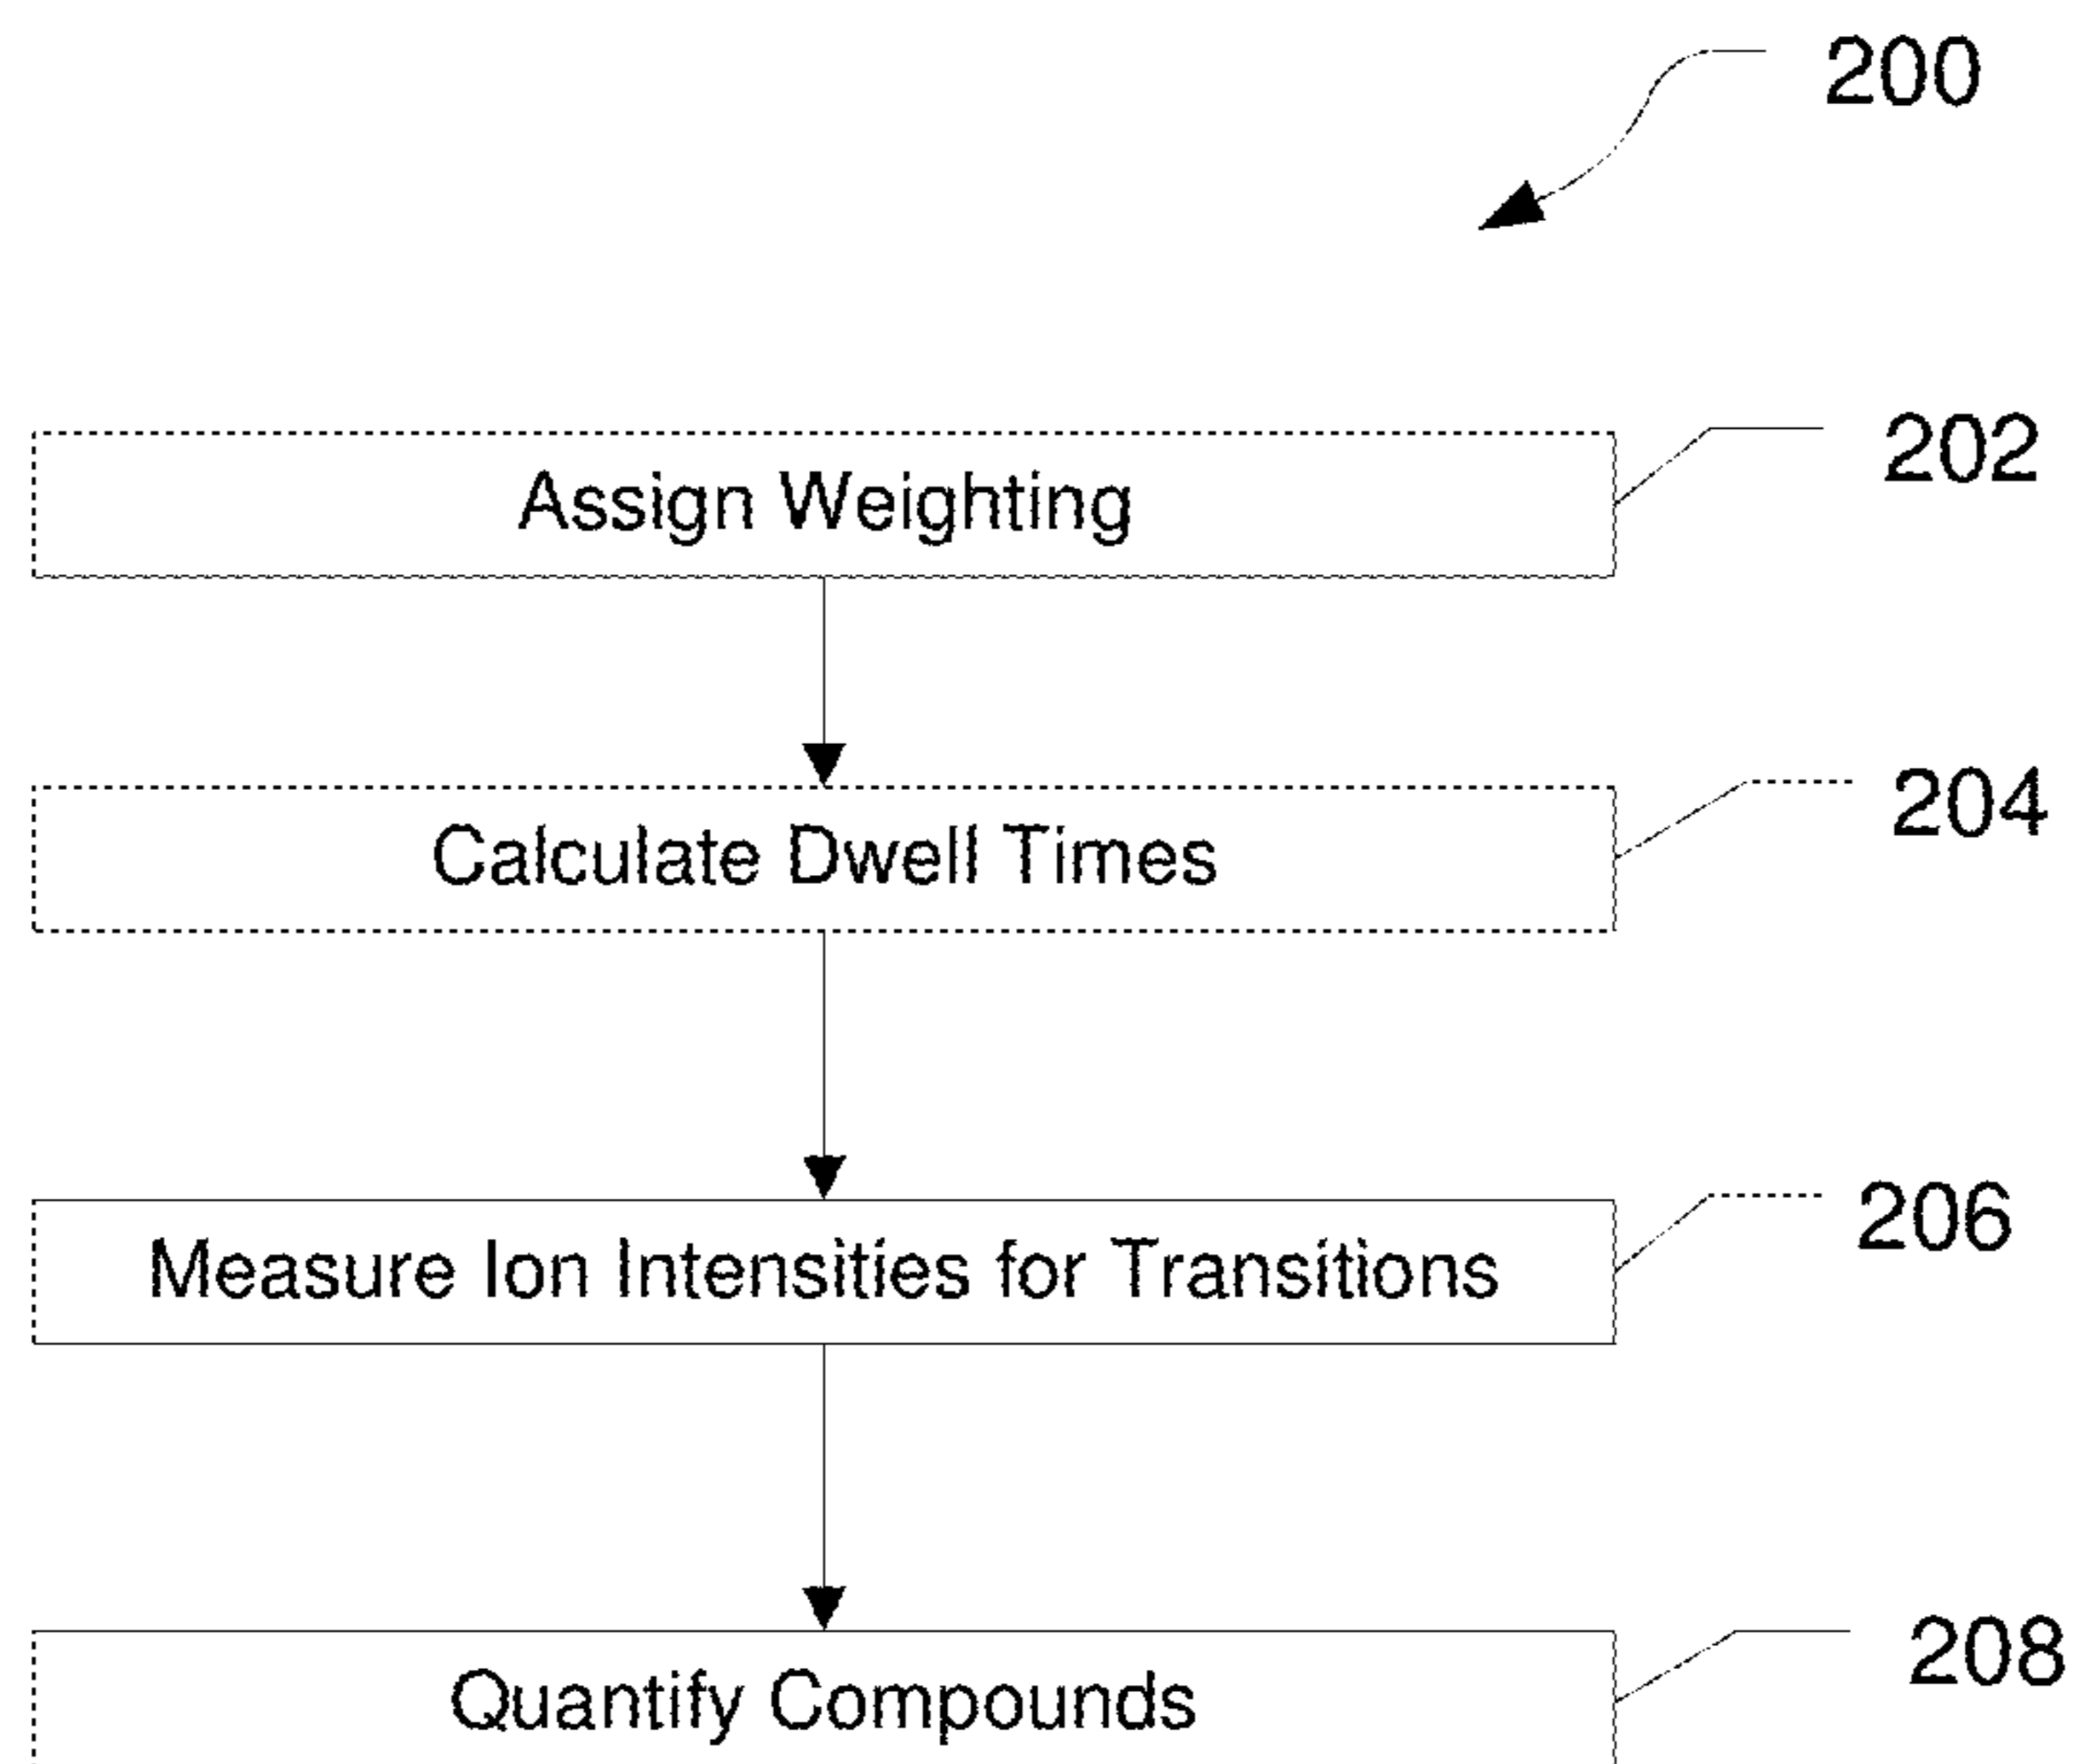 200
Assign Weighting
202
Calculate Dwell Times
204
Measure Ion Intensities for Transitions
206
Quantify Compounds
208